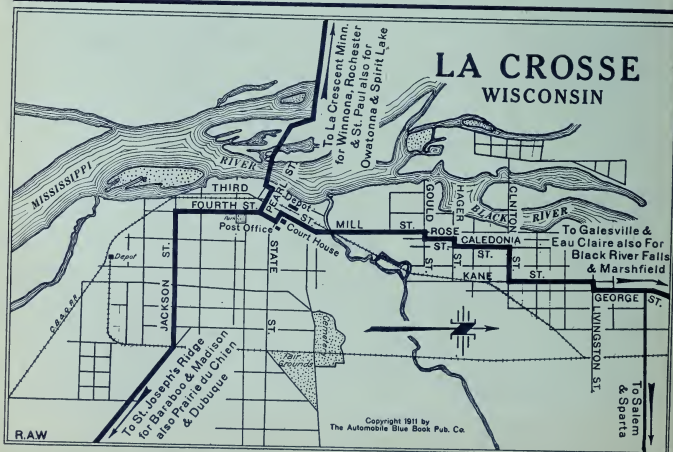 LA CROSSE
WISCONSIN
To La Crescent Minn.
for Winnona, Rochester
& St. Paul also for
Owatonna & Spirit Lake
MISSISSIPPI
RIVER
BLACK
RIVER
THIRD
FOURTH ST.
PEARL ST.
Depot
ST.
MILL ST.
Park
Post Office
Court House
GOULD ST.
HAGER ST.
CLINTON ST.
ROSE ST.
CALEDONIA ST.
KANE ST.
GEORGE ST.
LIVINGSTON ST.
To Galesville &
Eau Claire also For
Black River Falls
& Marshfield
Depot
JACKSON ST.
STATE ST.
Fair
Grounds
To St. Joseph's Ridge
for Baraboo & Madison
also Prairie du Chien
& Dubuque
To Salem
& Sparta
Copyright 1911 by
The Automobile Blue Book Pub. Co.
R.A.W